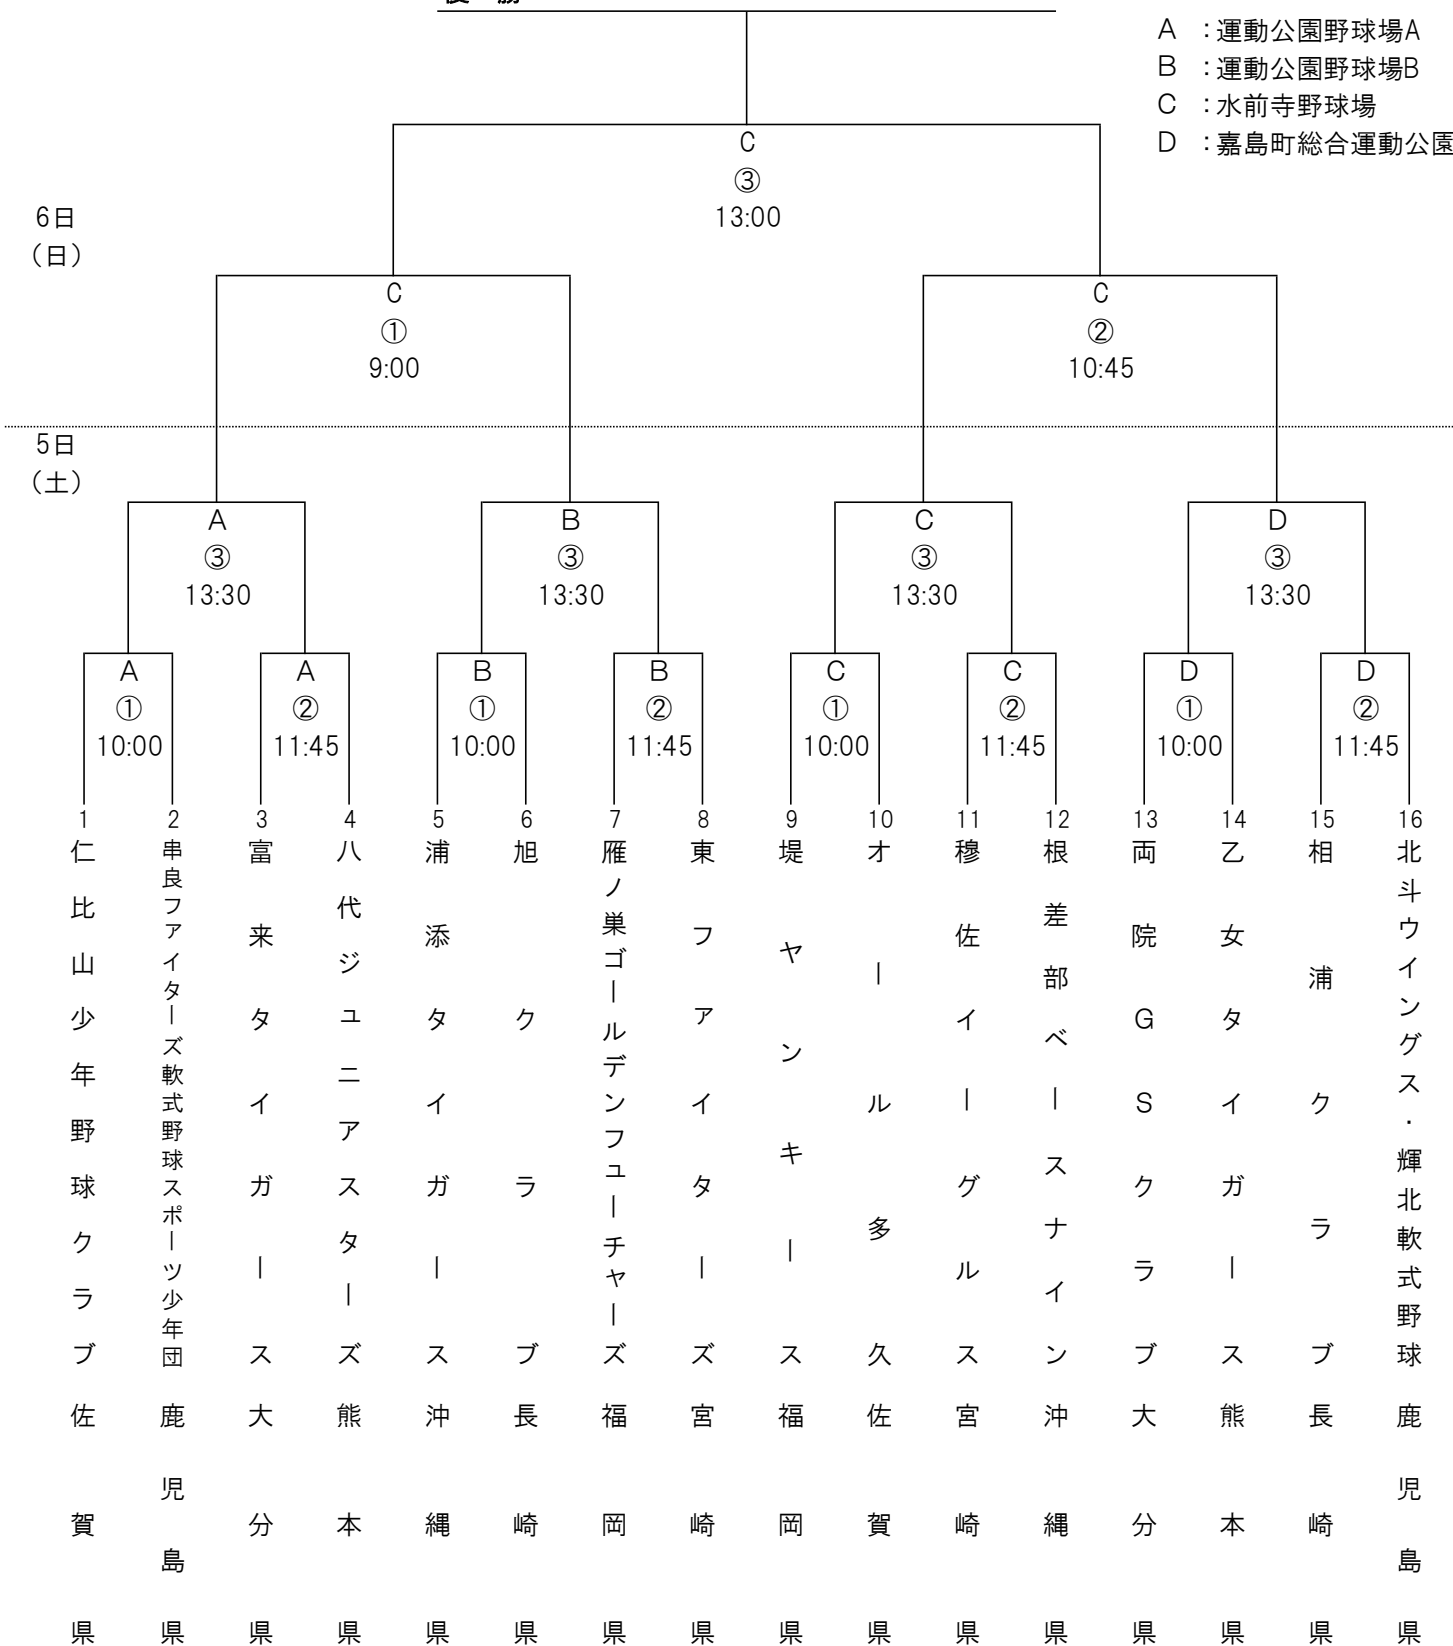 優 勝
A ：運動公園野球場A
B ：運動公園野球場B
C ：水前寺野球場
D ：嘉島町総合運動公園
C
③
13:00
6日
（日）
C
①
9:00
C
②
10:45
5日
（土）
A
③
13:30
B
③
13:30
C
③
13:30
D
③
13:30
A
①
10:00
A
②
11:45
B
①
10:00
B
②
11:45
C
①
10:00
C
②
11:45
D
①
10:00
D
②
11:45
1
仁比山少年野球クラブ
佐賀県
2
串良ファイターズ軟式野球スポーツ少年団
鹿児島県
3
富来タイガース
大分県
4
八代ジュニアスターズ
熊本県
5
浦添タイガース
沖縄県
6
旭クラブ
長崎県
7
雁ノ巣ゴールデンフューチャーズ
福岡県
8
東ファイターズ
宮崎県
9
堤ヤンキース
福岡県
10
オール多久
佐賀県
11
穆佐イーグルス
宮崎県
12
根差部ベースナイン
沖縄県
13
両院GSクラブ
大分県
14
乙女タイガース
熊本県
15
相浦クラブ
長崎県
16
北斗ウイングス・輝北軟式野球
鹿児島県